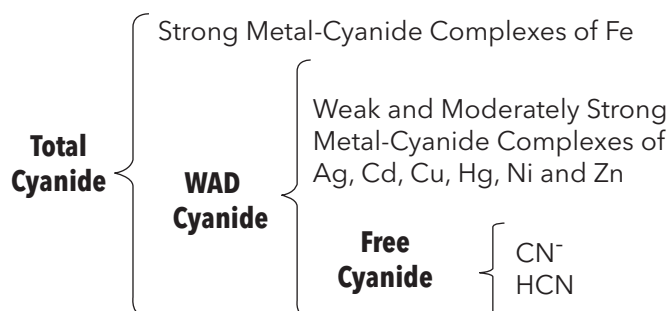 Strong Metal-Cyanide Complexes of Fe
Total
Cyanide
WAD
Cyanide
Weak and Moderately Strong
Metal-Cyanide Complexes of
Ag, Cd, Cu, Hg, Ni and Zn
Free
Cyanide
CN⁻
HCN